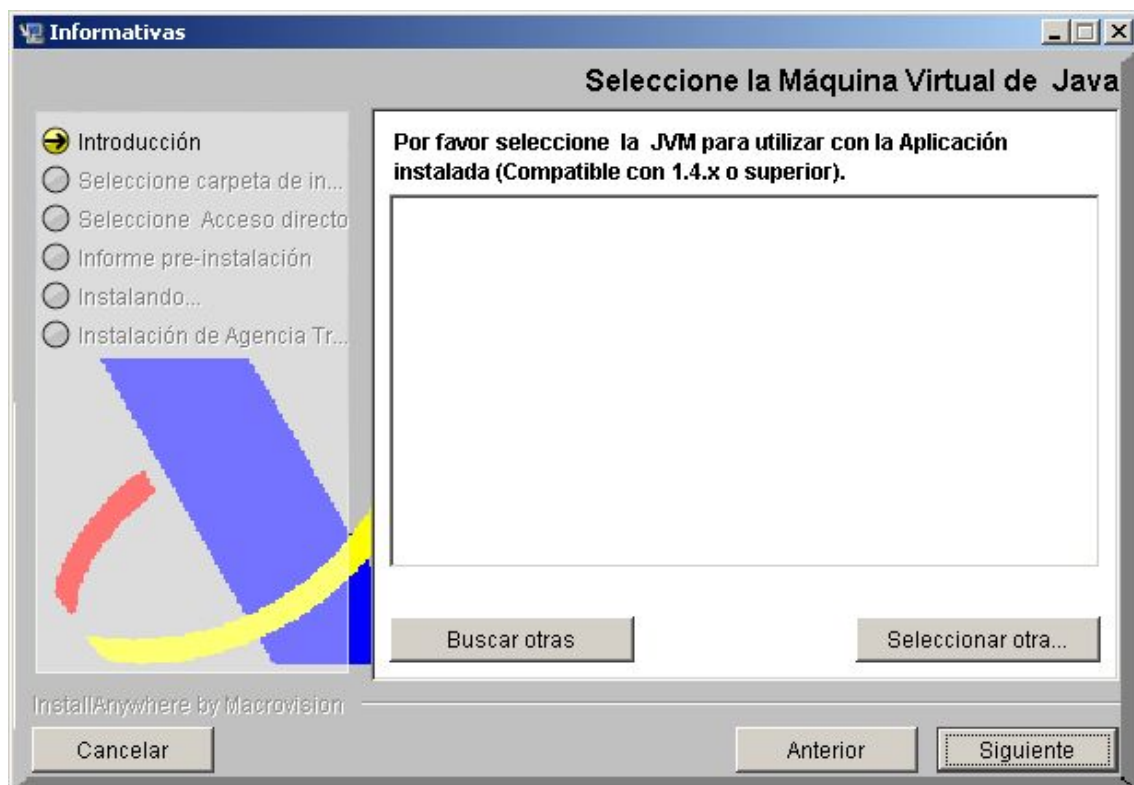 Informativas
Seleccione la Máquina Virtual de Java
Introducción
Seleccione carpeta de in...
Seleccione Acceso directo
Informe pre-instalación
Instalando...
Instalación de Agencia Tr...
Por favor seleccione la JVM para utilizar con la Aplicación
instalada (Compatible con 1.4.x o superior).
Buscar otras
Seleccionar otra...
InstallAnywhere by Macrovision
Cancelar
Anterior
Siguiente